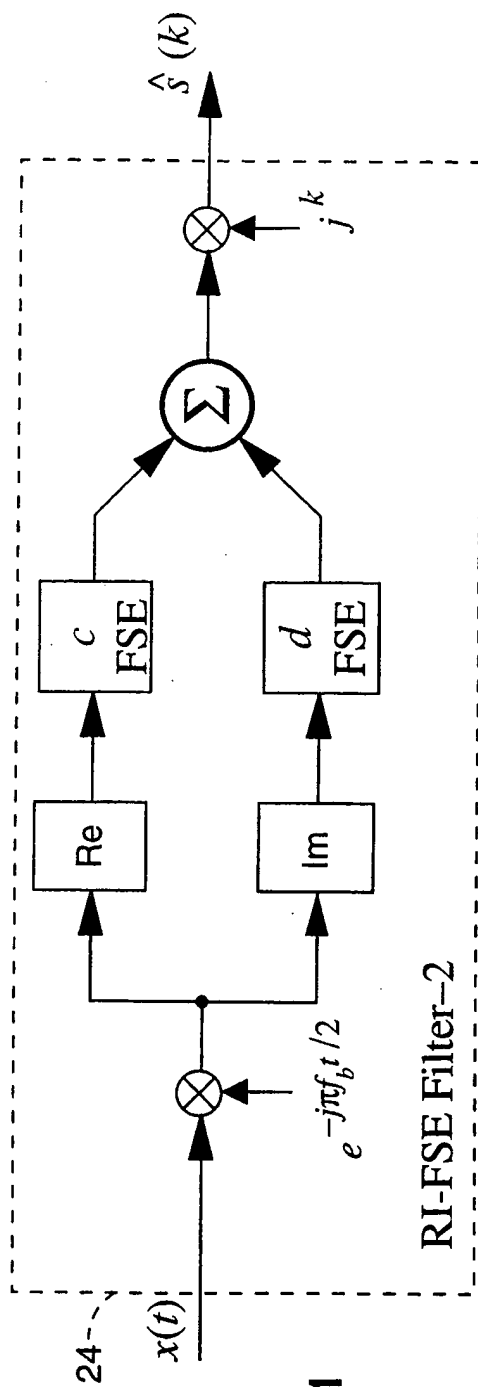 24
x(t)
e^{-jπf_b t/2}
Re
Im
c
FSE
d
FSE
Σ
j^k
ŝ(k)
RI-FSE Filter–2